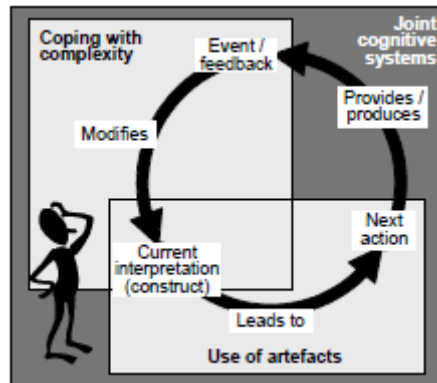 Coping with
complexity
Event /
feedback
Joint
cognitive
systems
Modifies
Provides /
produces
Current
interpretation
(construct)
Next
action
Leads to
Use of artefacts